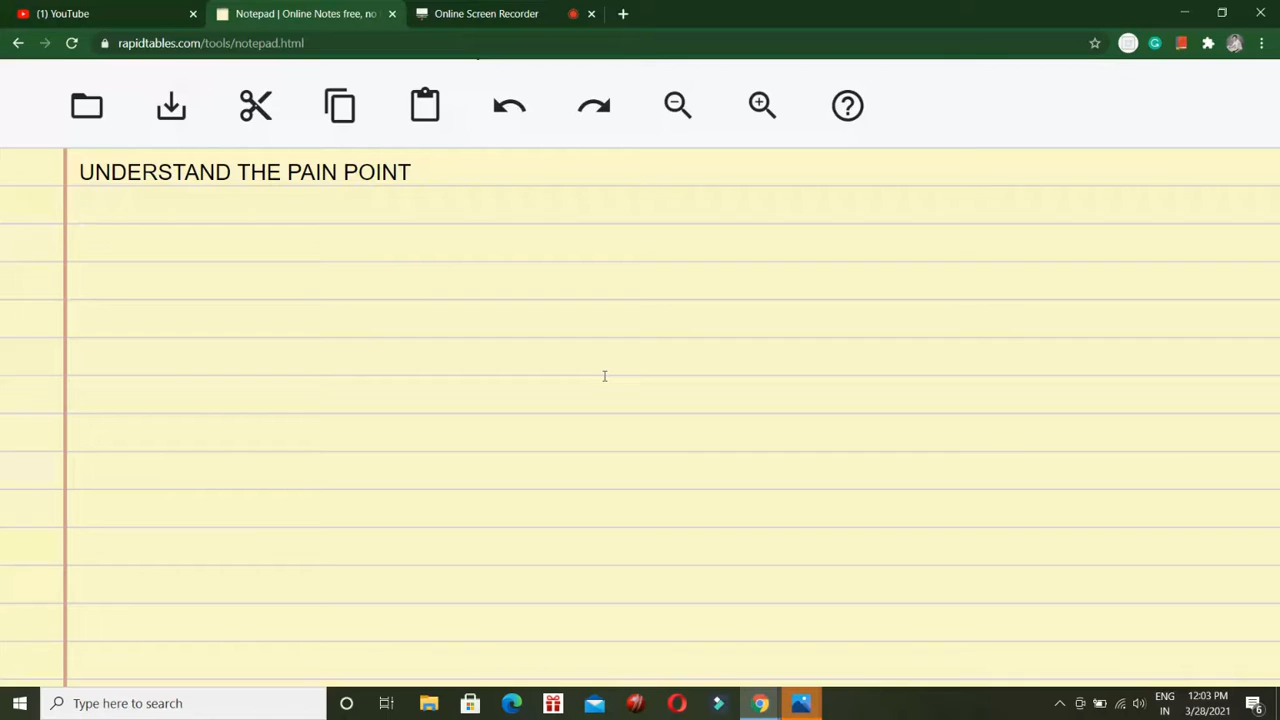 (1) YouTube
Notepad | Online Notes free, no
Online Screen Recorder
rapidtables.com/tools/notepad.html
UNDERSTAND THE PAIN POINT
Type here to search
ENG
IN
12:03 PM
3/28/2021
6